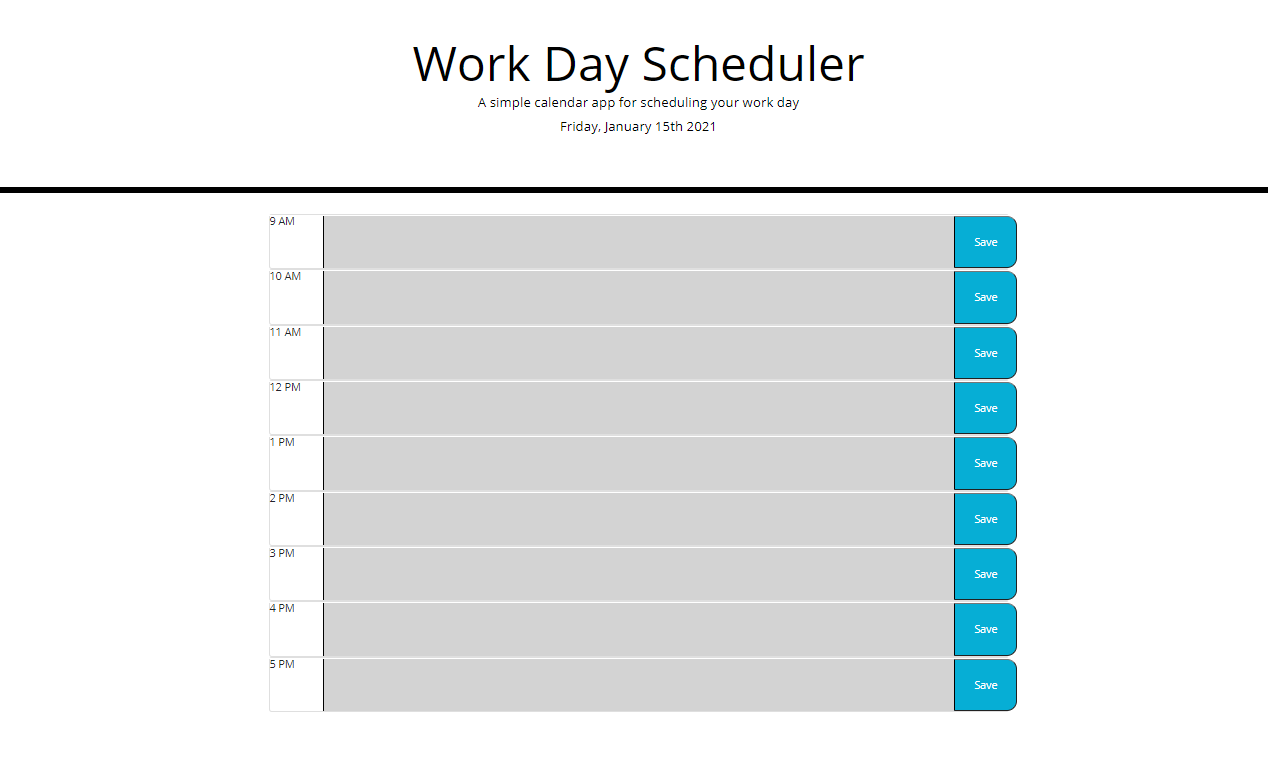 Work Day Scheduler
A simple calendar app for scheduling your work day
Friday, January 15th 2021
9 AM
Save
10 AM
Save
11 AM
Save
12 PM
Save
1 PM
Save
2 PM
Save
3 PM
Save
4 PM
Save
5 PM
Save